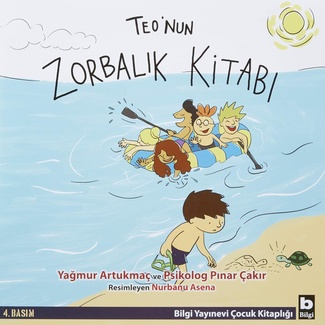 TEO'NUN
ZORBALIK KİTABI
Yağmur Artukmaç ve Psikolog Pınar Çakır
Resimleyen Nurbanu Asena
b
Bilgi
4. BASIM
Bilgi Yayınevi Çocuk Kitaplığı